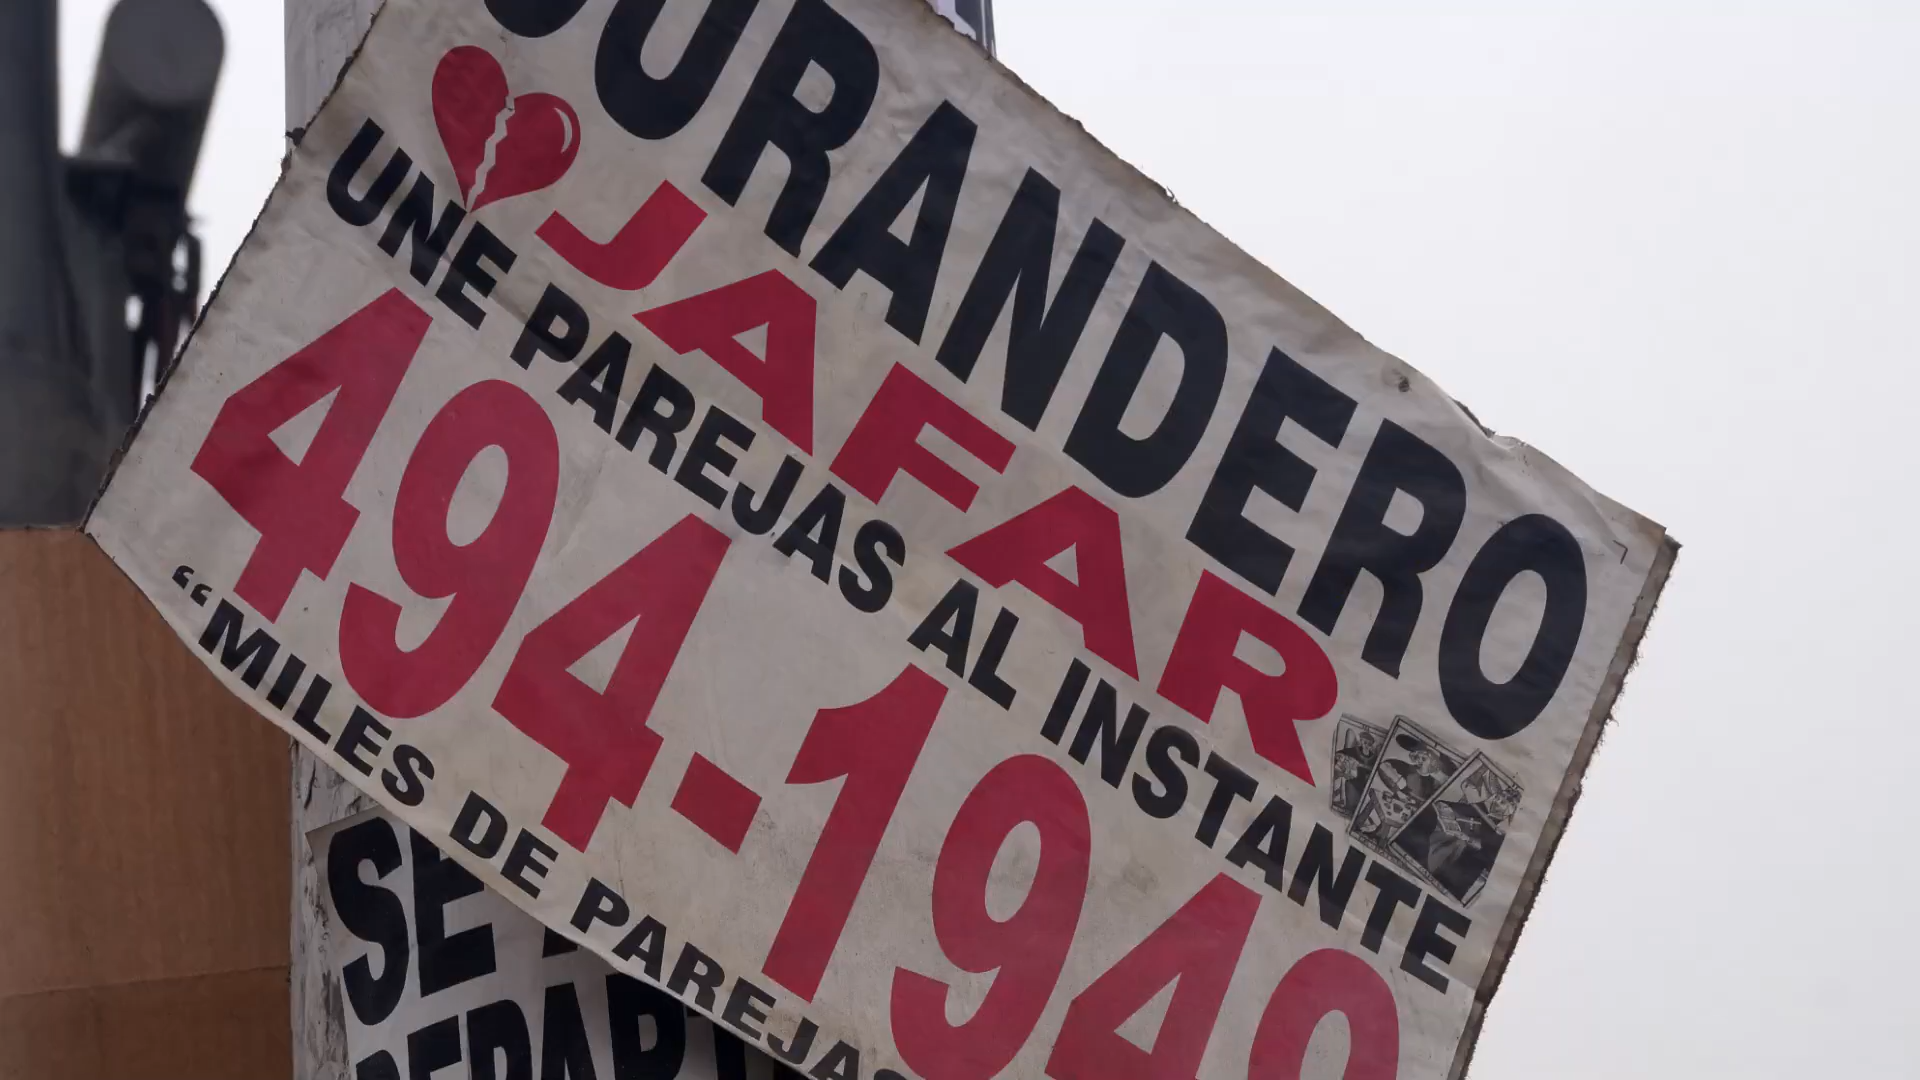 CURANDERO
JAFAR
UNE PAREJAS AL INSTANTE
494-1949
"MILES DE PAREJAS
SE